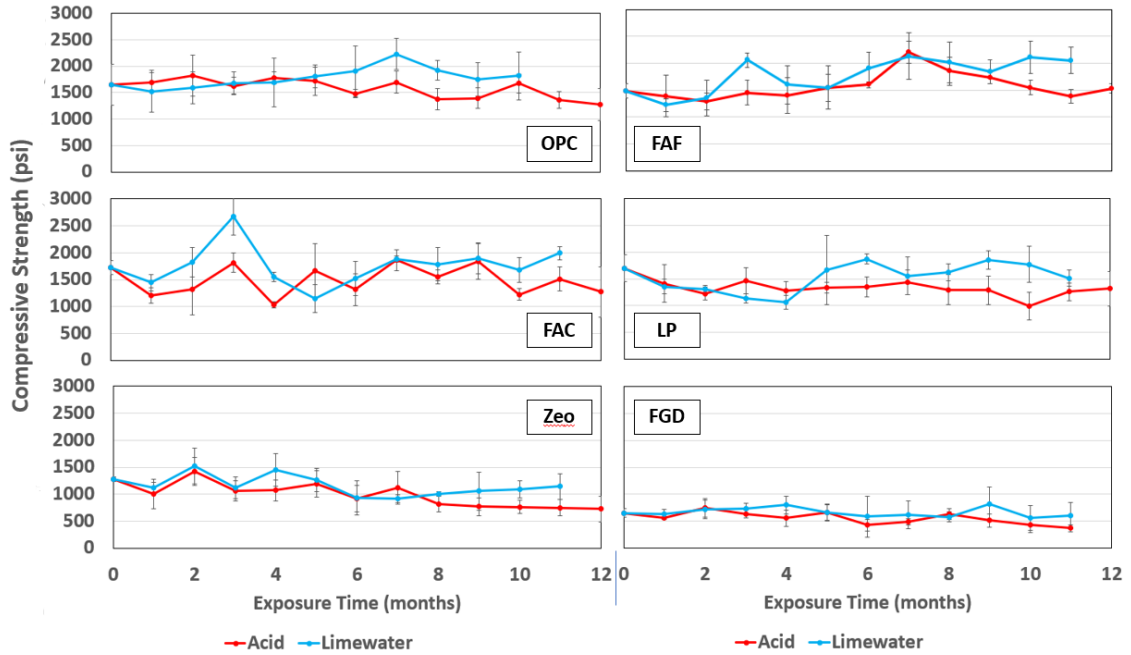 Compressive Strength (psi)
3000
2500
2000
1500
1000
500
0
OPC
FAF
3000
2500
2000
1500
1000
500
0
FAC
LP
3000
2500
2000
1500
1000
500
0
Zeo
FGD
0 2 4 6 8 10 12
0 2 4 6 8 10 12
Exposure Time (months)
Exposure Time (months)
Acid Limewater
Acid Limewater